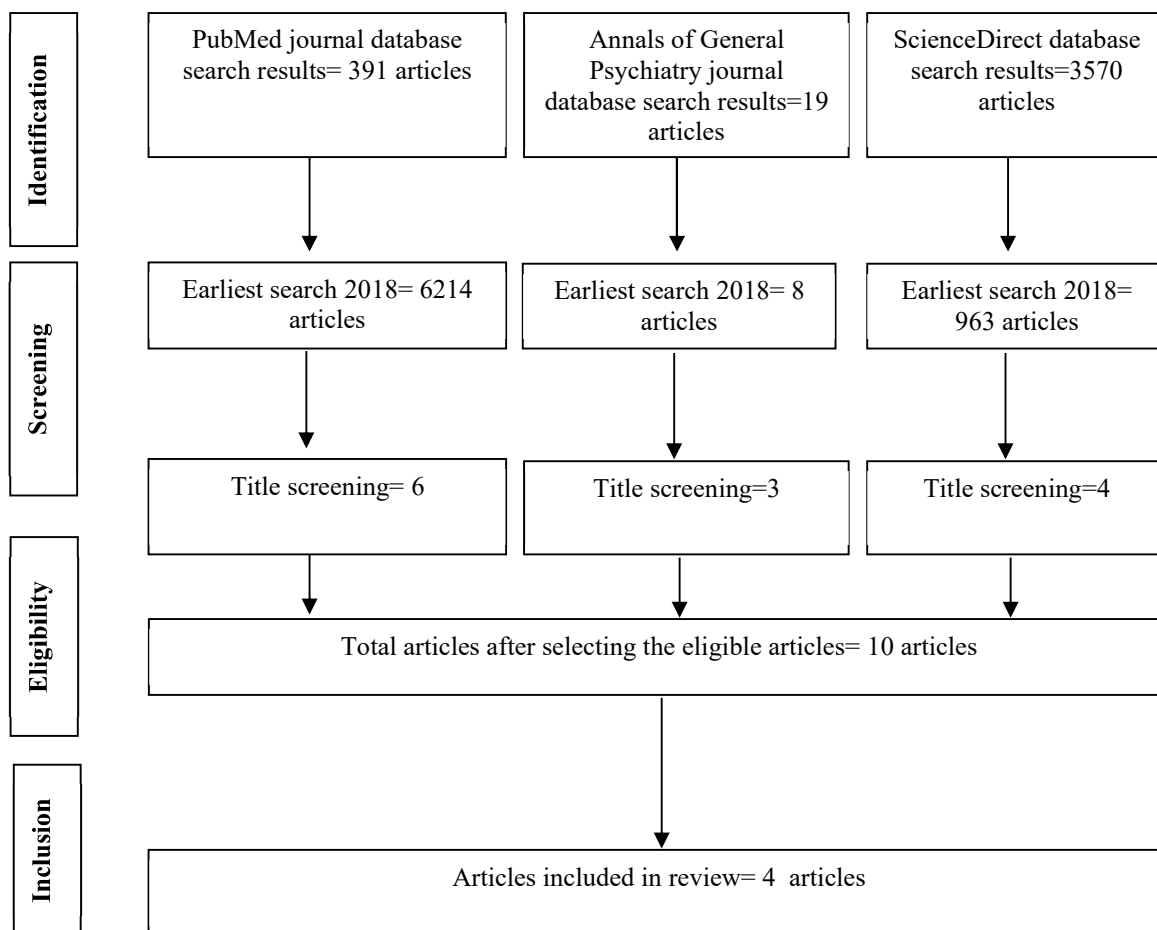 Identification
PubMed journal database
search results= 391 articles
Annals of General
Psychiatry journal
database search results=19
articles
ScienceDirect database
search results=3570
articles
Screening
Earliest search 2018= 6214
articles
Earliest search 2018= 8
articles
Earliest search 2018=
963 articles
Title screening= 6
Title screening=3
Title screening=4
Eligibility
Total articles after selecting the eligible articles= 10 articles
Inclusion
Articles included in review= 4 articles